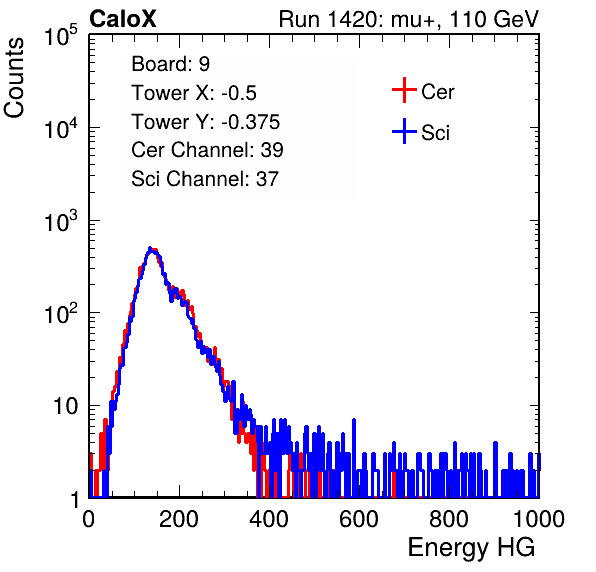 CaloX Run 1420: mu+, 110 GeV
Counts
Board: 9
Tower X: -0.5
Tower Y: -0.375
Cer Channel: 39
Sci Channel: 37
Cer
Sci
10^5
10^4
10^3
10^2
10
1
0 200 400 600 800 1000
Energy HG